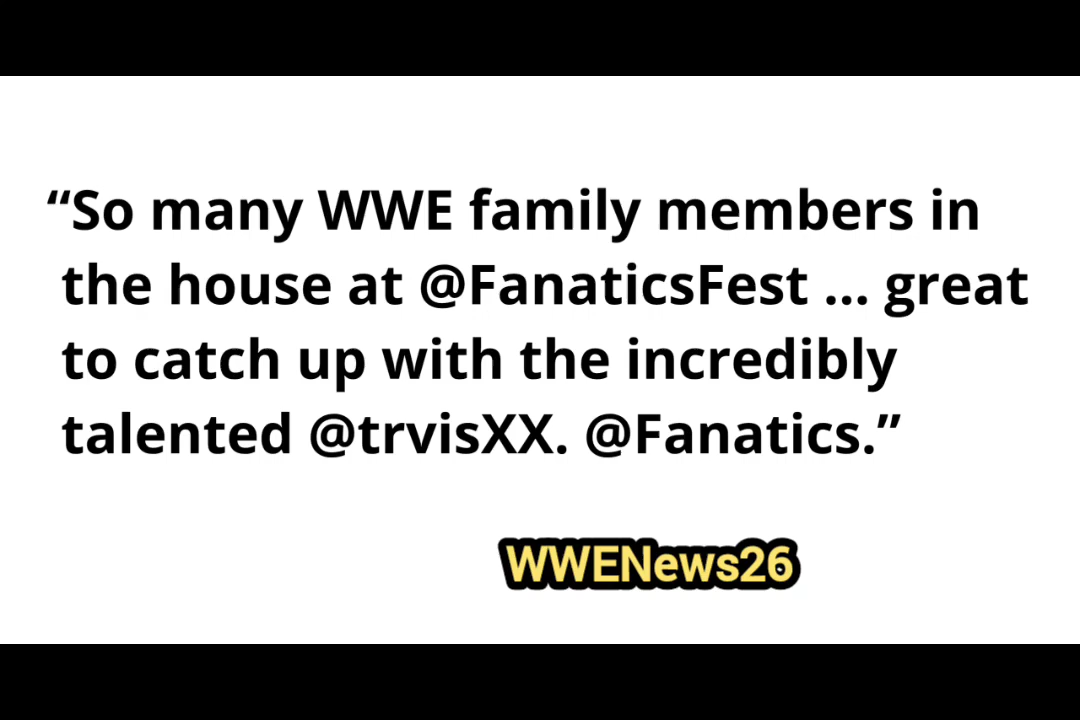 “So many WWE family members in
the house at @FanaticsFest ... great
to catch up with the incredibly
talented @trvisXX. @Fanatics.”
WWENews26